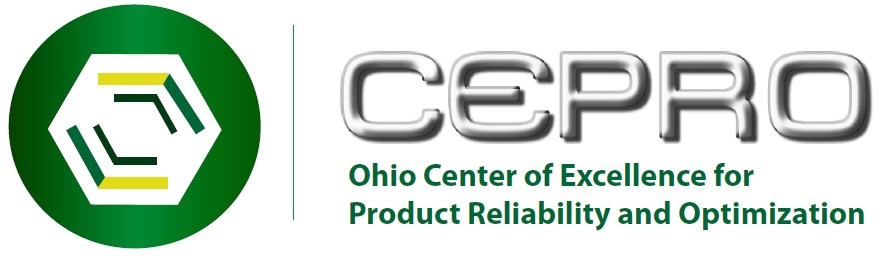 CEPRO
Ohio Center of Excellence for
Product Reliability and Optimization